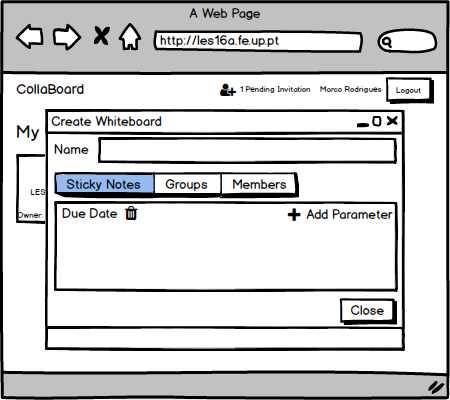 A Web Page
http://les16a.fe.up.pt
CollaBoard
1 Pending Invitation
Marco Rodrigues
Logout
My
LES
Owner:
Create Whiteboard
Name
Sticky Notes
Groups
Members
Due Date
Add Parameter
Close